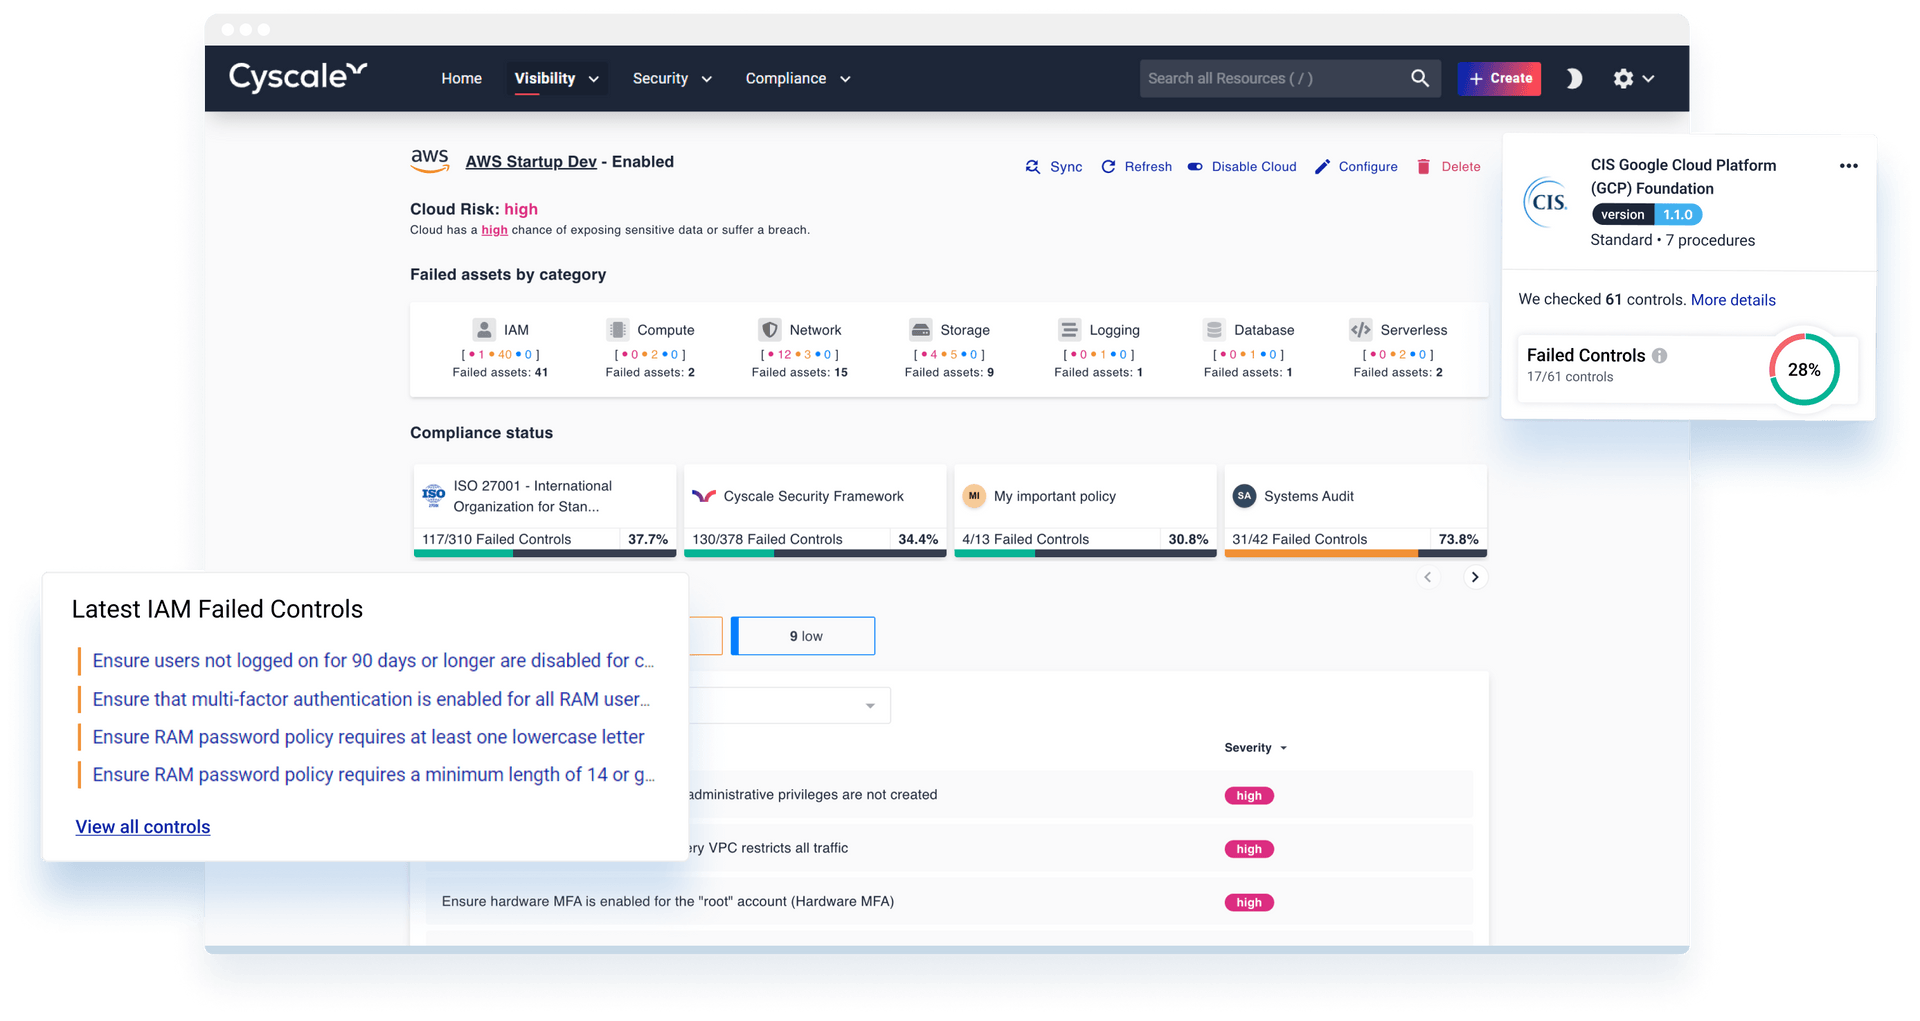 Cyscale
Home
Visibility
Security
Compliance
Search all Resources ( / )
+ Create
aws
AWS Startup Dev - Enabled
Sync
Refresh
Disable Cloud
Configure
Delete
Cloud Risk: high
Cloud has a high chance of exposing sensitive data or suffer a breach.
Failed assets by category
IAM
[ • 1 • 40 • 0 ]
Failed assets: 41
Compute
[ • 0 • 2 • 0 ]
Failed assets: 2
Network
[ • 12 • 3 • 0 ]
Failed assets: 15
Storage
[ • 4 • 5 • 0 ]
Failed assets: 9
Logging
[ • 0 • 1 • 0 ]
Failed assets: 1
Database
[ • 0 • 1 • 0 ]
Failed assets: 1
Serverless
[ • 0 • 2 • 0 ]
Failed assets: 2
CIS.
CIS Google Cloud Platform
(GCP) Foundation
version 1.1.0
Standard • 7 procedures
We checked 61 controls. More details
Failed Controls
17/61 controls
28%
Compliance status
ISO
ISO 27001 - International
Organization for Stan...
117/310 Failed Controls 37.7%
Cyscale Security Framework
130/378 Failed Controls 34.4%
MI
My important policy
4/13 Failed Controls 30.8%
SA
Systems Audit
31/42 Failed Controls 73.8%
Latest IAM Failed Controls
Ensure users not logged on for 90 days or longer are disabled for c...
Ensure that multi-factor authentication is enabled for all RAM user...
Ensure RAM password policy requires at least one lowercase letter
Ensure RAM password policy requires a minimum length of 14 or g...
View all controls
9 low
Severity
administrative privileges are not created
high
ery VPC restricts all traffic
high
Ensure hardware MFA is enabled for the "root" account (Hardware MFA)
high